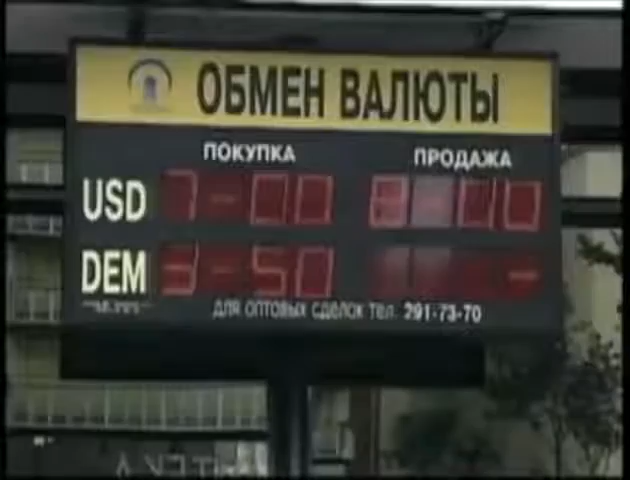 ОБМЕН ВАЛЮТЫ
ПОКУПКА ПРОДАЖА
USD 7-00 8-00
DEM 3-50
ДЛЯ ОПТОВЫХ СДЕЛОК ТЕЛ. 291-73-70